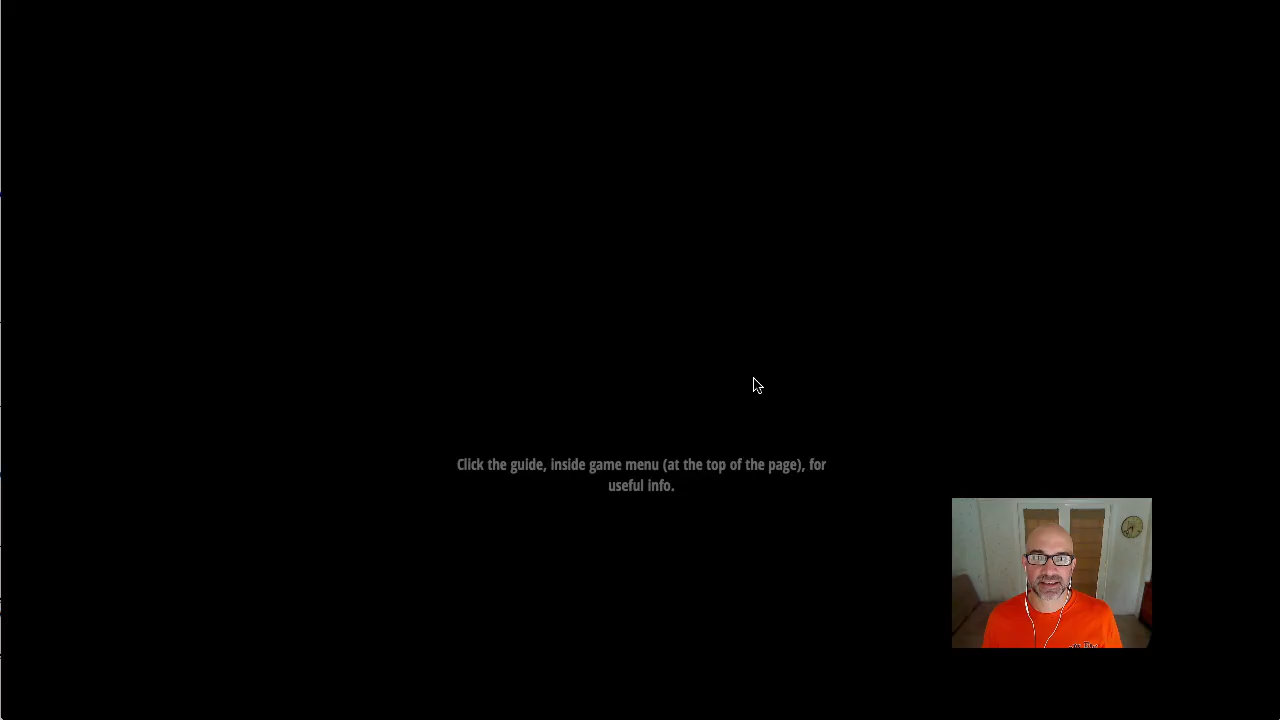 Click the guide, inside game menu (at the top of the page), for
useful info.